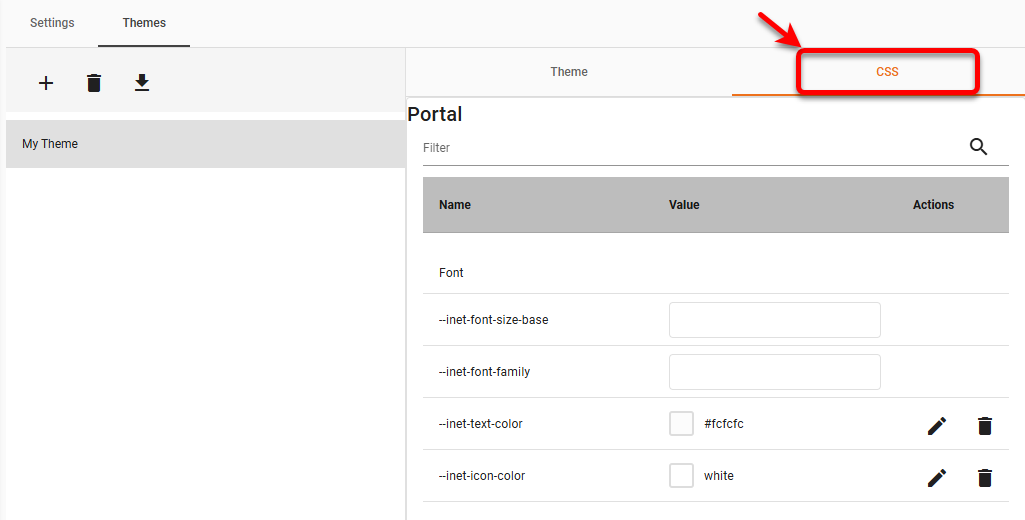 Settings Themes
Theme CSS
Portal
My Theme
Filter
Name Value Actions
Font
--inet-font-size-base
--inet-font-family
--inet-text-color #fcfcfc
--inet-icon-color white